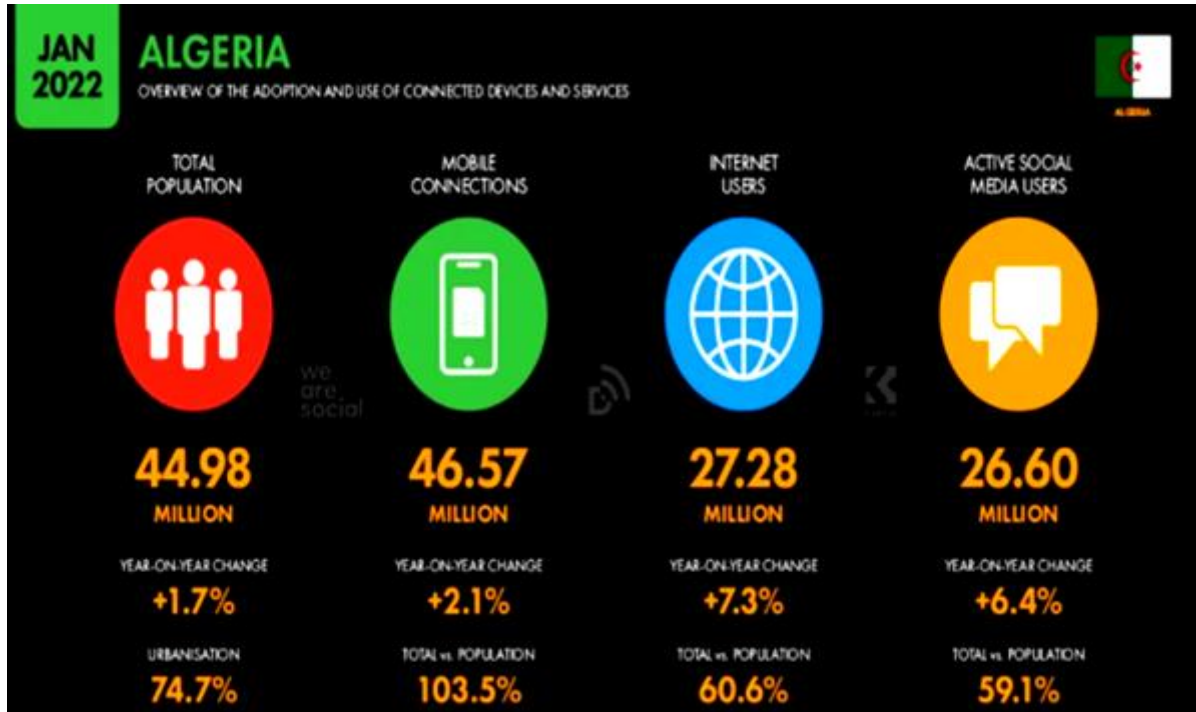 JAN
2022
ALGERIA
OVERVIEW OF THE ADOPTION AND USE OF CONNECTED DEVICES AND SERVICES
ALGERIA
TOTAL
POPULATION
MOBILE
CONNECTIONS
INTERNET
USERS
ACTIVE SOCIAL
MEDIA USERS
we
are
social
44.98
MILLION
46.57
MILLION
27.28
MILLION
26.60
MILLION
YEAR-ON-YEAR CHANGE
+1.7%
YEAR-ON-YEAR CHANGE
+2.1%
YEAR-ON-YEAR CHANGE
+7.3%
YEAR-ON-YEAR CHANGE
+6.4%
URBANISATION
74.7%
TOTAL vs. POPULATION
103.5%
TOTAL vs. POPULATION
60.6%
TOTAL vs. POPULATION
59.1%